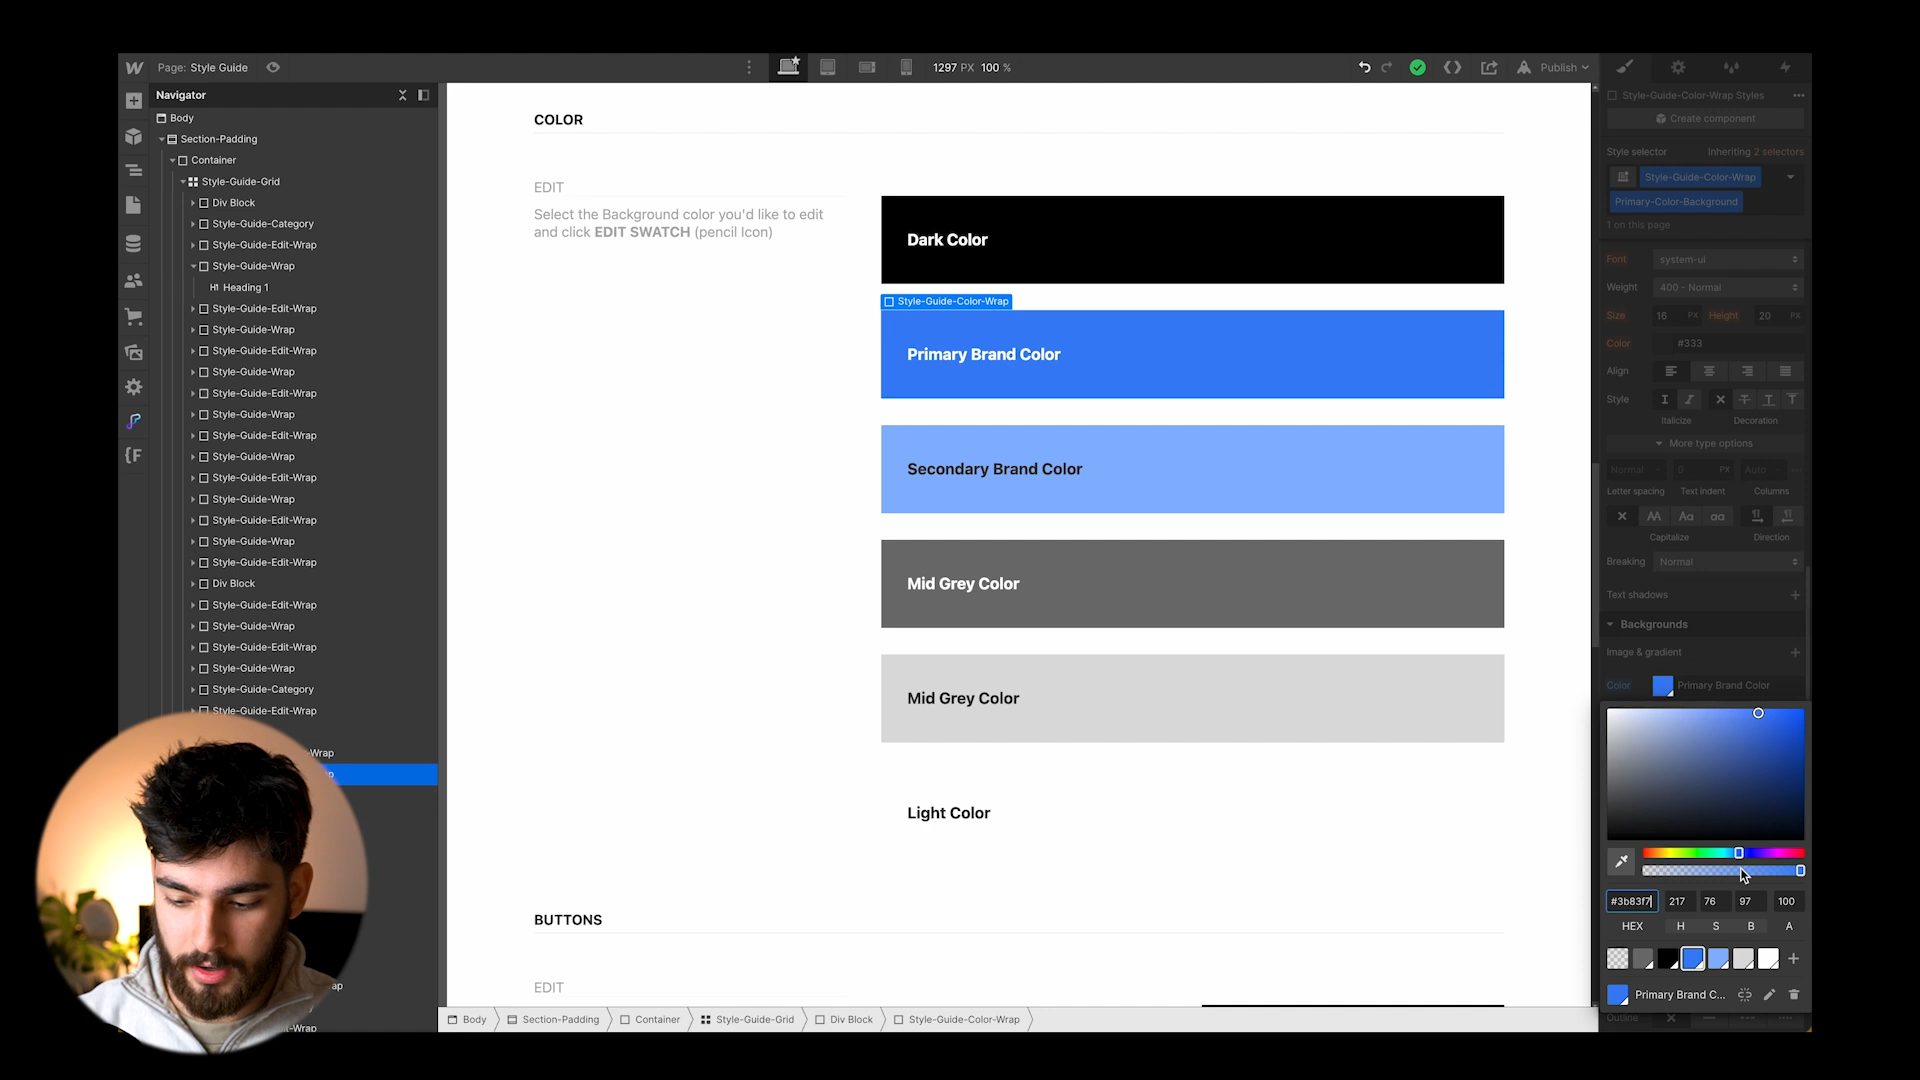 Page: Style Guide
1297 PX 100 %
Publish
Navigator
Body
Section-Padding
Container
Style-Guide-Grid
Div Block
Style-Guide-Category
Style-Guide-Edit-Wrap
Style-Guide-Wrap
H1 Heading 1
Style-Guide-Edit-Wrap
Style-Guide-Wrap
Style-Guide-Edit-Wrap
Style-Guide-Wrap
Style-Guide-Edit-Wrap
Style-Guide-Wrap
Style-Guide-Edit-Wrap
Style-Guide-Wrap
Style-Guide-Edit-Wrap
Style-Guide-Wrap
Style-Guide-Edit-Wrap
Style-Guide-Wrap
Style-Guide-Edit-Wrap
Div Block
Style-Guide-Edit-Wrap
Style-Guide-Wrap
Style-Guide-Edit-Wrap
Style-Guide-Wrap
Style-Guide-Category
Style-Guide-Edit-Wrap
COLOR
EDIT
Select the Background color you'd like to edit
and click EDIT SWATCH (pencil Icon)
Dark Color
Style-Guide-Color-Wrap
Primary Brand Color
Secondary Brand Color
Mid Grey Color
Mid Grey Color
Light Color
BUTTONS
EDIT
Body
Section-Padding
Container
Style-Guide-Grid
Div Block
Style-Guide-Color-Wrap
Style-Guide-Color-Wrap Styles
Create component
Style selector Inheriting 2 selectors
Style-Guide-Color-Wrap
Primary-Color-Background
1 on this page
Font system-ui
Weight 400 - Normal
Size 16 PX Height 20 PX
Color #333
Align
Style
Italicize Decoration
More type options
Normal 0 PX Auto
Letter spacing Text indent Columns
AA Aa aa
Capitalize Direction
Breaking Normal
Text shadows
Backgrounds
Image & gradient
Color Primary Brand Color
#3b83f7 217 76 97 100
HEX H S B A
Primary Brand C...
Outline